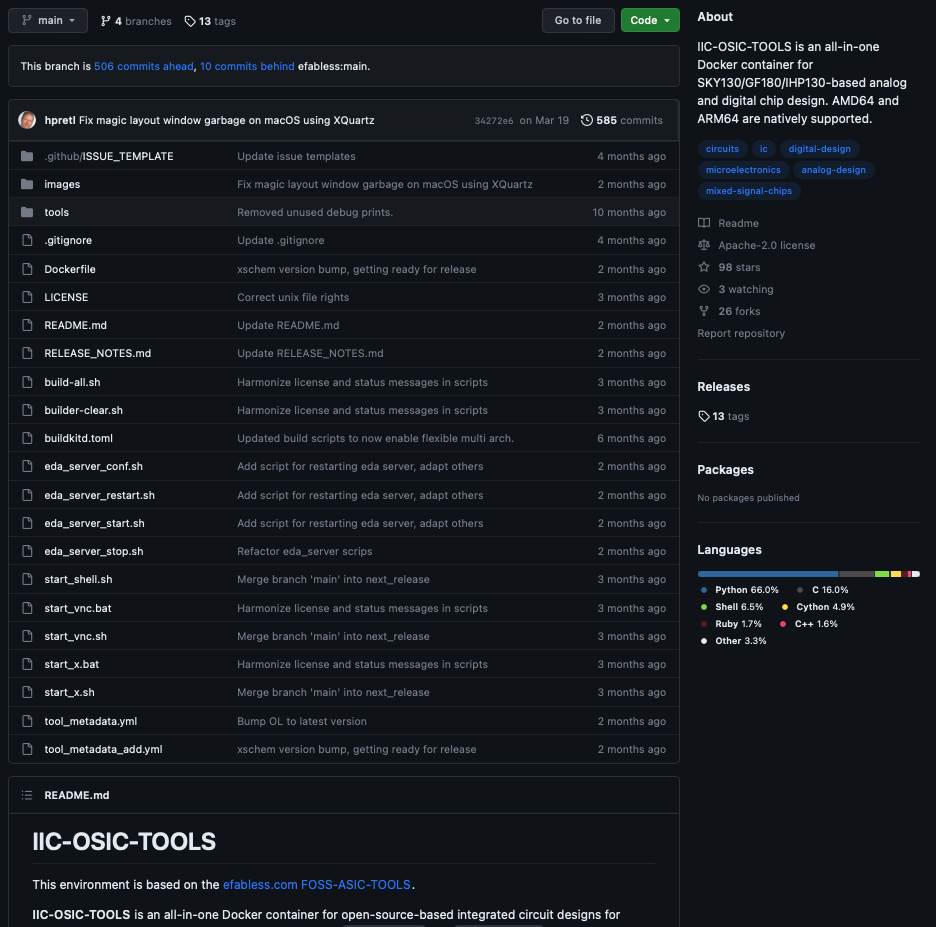 main
4 branches
13 tags
Go to file
Code
This branch is 506 commits ahead, 10 commits behind efabless:main.
hpretl Fix magic layout window garbage on macOS using XQuartz 34272e6 on Mar 19 585 commits
.github/ISSUE_TEMPLATE Update issue templates 4 months ago
images Fix magic layout window garbage on macOS using XQuartz 2 months ago
tools Removed unused debug prints. 10 months ago
.gitignore Update .gitignore 4 months ago
Dockerfile xschem version bump, getting ready for release 2 months ago
LICENSE Correct unix file rights 3 months ago
README.md Update README.md 2 months ago
RELEASE_NOTES.md Update RELEASE_NOTES.md 2 months ago
build-all.sh Harmonize license and status messages in scripts 3 months ago
builder-clear.sh Harmonize license and status messages in scripts 3 months ago
buildkitd.toml Updated build scripts to now enable flexible multi arch. 6 months ago
eda_server_conf.sh Add script for restarting eda server, adapt others 2 months ago
eda_server_restart.sh Add script for restarting eda server, adapt others 2 months ago
eda_server_start.sh Add script for restarting eda server, adapt others 2 months ago
eda_server_stop.sh Refactor eda_server scrips 2 months ago
start_shell.sh Merge branch 'main' into next_release 3 months ago
start_vnc.bat Harmonize license and status messages in scripts 3 months ago
start_vnc.sh Merge branch 'main' into next_release 3 months ago
start_x.bat Harmonize license and status messages in scripts 3 months ago
start_x.sh Merge branch 'main' into next_release 3 months ago
tool_metadata.yml Bump OL to latest version 2 months ago
tool_metadata_add.yml xschem version bump, getting ready for release 2 months ago
README.md
IIC-OSIC-TOOLS
This environment is based on the efabless.com FOSS-ASIC-TOOLS.
IIC-OSIC-TOOLS is an all-in-one Docker container for open-source-based integrated circuit designs for
About
IIC-OSIC-TOOLS is an all-in-one
Docker container for
SKY130/GF180/IHP130-based analog
and digital chip design. AMD64 and
ARM64 are natively supported.
circuits ic digital-design
microelectronics analog-design
mixed-signal-chips
Readme
Apache-2.0 license
98 stars
3 watching
26 forks
Report repository
Releases
13 tags
Packages
No packages published
Languages
Python 66.0% C 16.0%
Shell 6.5% Cython 4.9%
Ruby 1.7% C++ 1.6%
Other 3.3%